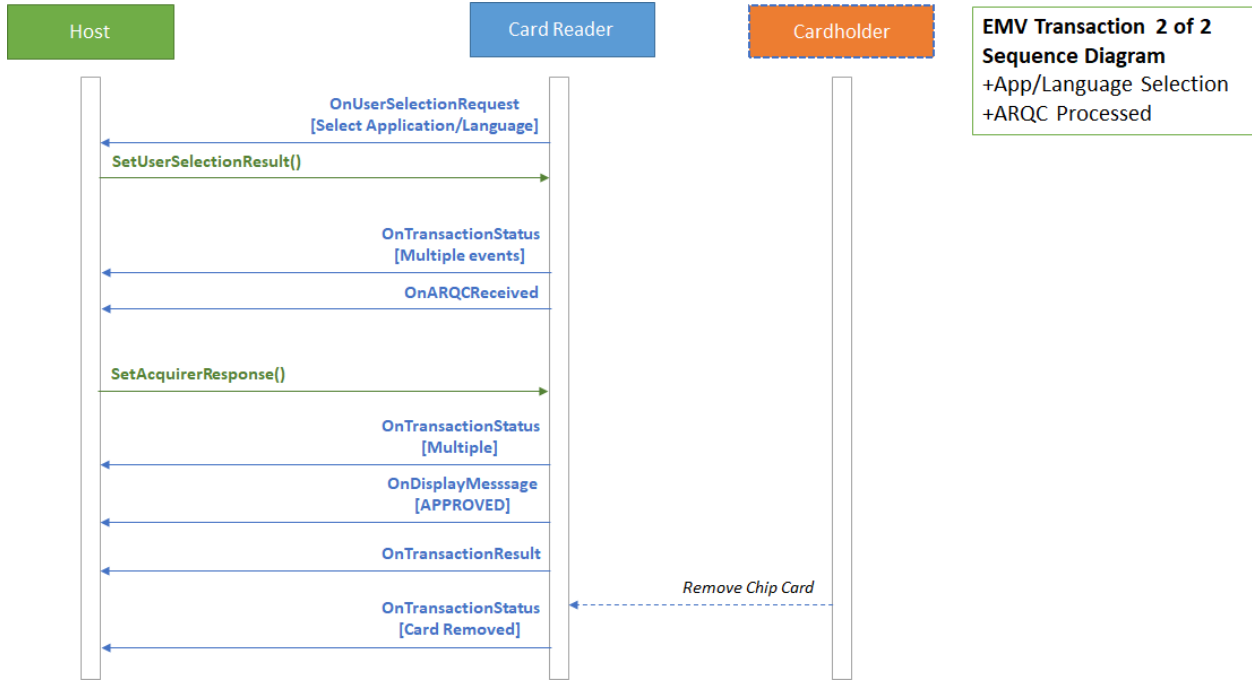 Host
Card Reader
Cardholder
EMV Transaction 2 of 2
Sequence Diagram
+App/Language Selection
+ARQC Processed
OnUserSelectionRequest
[Select Application/Language]
SetUserSelectionResult()
OnTransactionStatus
[Multiple events]
OnARQCReceived
SetAcquirerResponse()
OnTransactionStatus
[Multiple]
OnDisplayMesssage
[APPROVED]
OnTransactionResult
Remove Chip Card
OnTransactionStatus
[Card Removed]